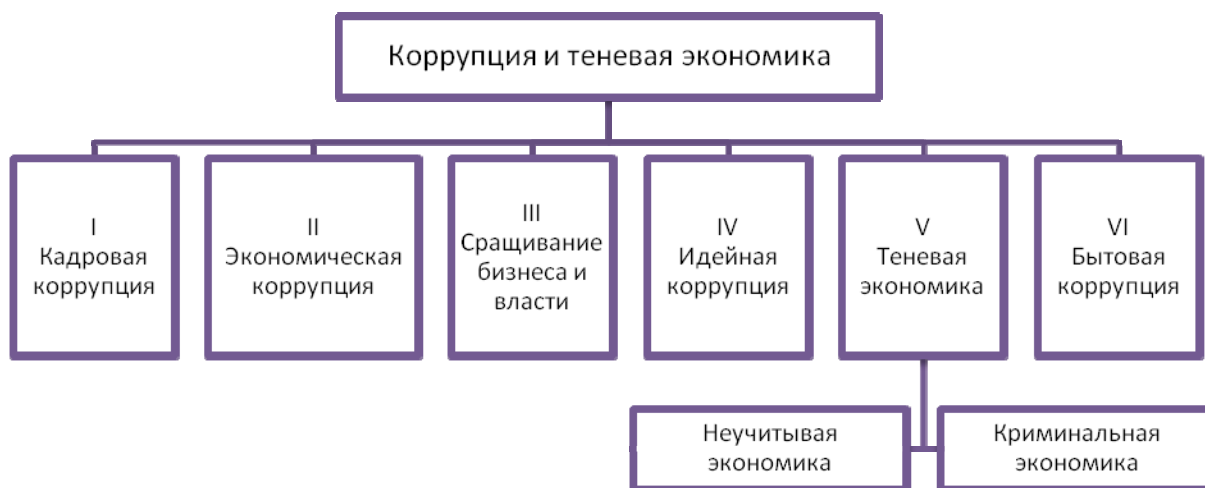 Коррупция и теневая экономика
I
Кадровая
коррупция
II
Экономическая
коррупция
III
Сращивание
бизнеса и
власти
IV
Идейная
коррупция
V
Теневая
экономика
VI
Бытовая
коррупция
Неучитывая
экономика
Криминальная
экономика